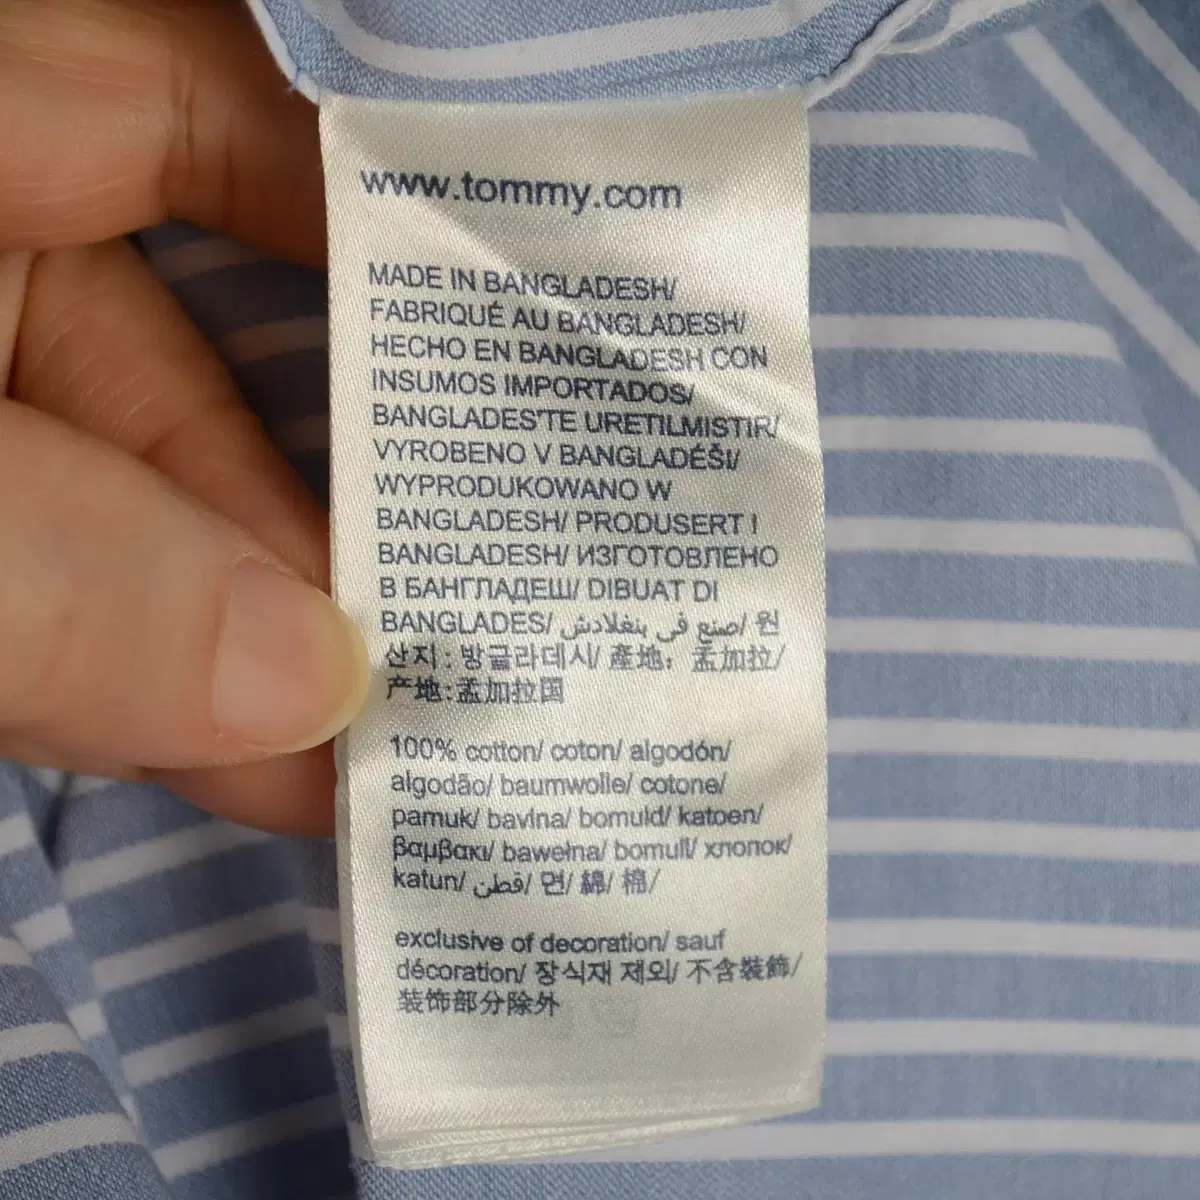 www.tommy.com
MADE IN BANGLADESH/
FABRIQUÉ AU BANGLADESH/
HECHO EN BANGLADESH CON
INSUMOS IMPORTADOS/
BANGLADES'TE URETILMISTIR/
VYROBENO V BANGLADÉŠI/
WYPRODUKOWANO W
BANGLADESH/ PRODUSERT I
BANGLADESH/ ИЗГОТОВЛЕНО
В БАНГЛАДЕШ/ DIBUAT DI
BANGLADES/ صنع في بنغلادش/ 원
산지: 방글라데시/ 產地: 孟加拉/
产地:孟加拉国
100% cotton/ coton/ algodón/
algodão/ baumwolle/ cotone/
pamuk/ bavlna/ bomuld/ katoen/
βαμβακι/ bawełna/ bomull/ хлопок/
katun/ قطن/ 면/ 綿/ 棉/
exclusive of decoration/ sauf
décoration/ 장식재 제외/ 不含裝飾/
装饰部分除外